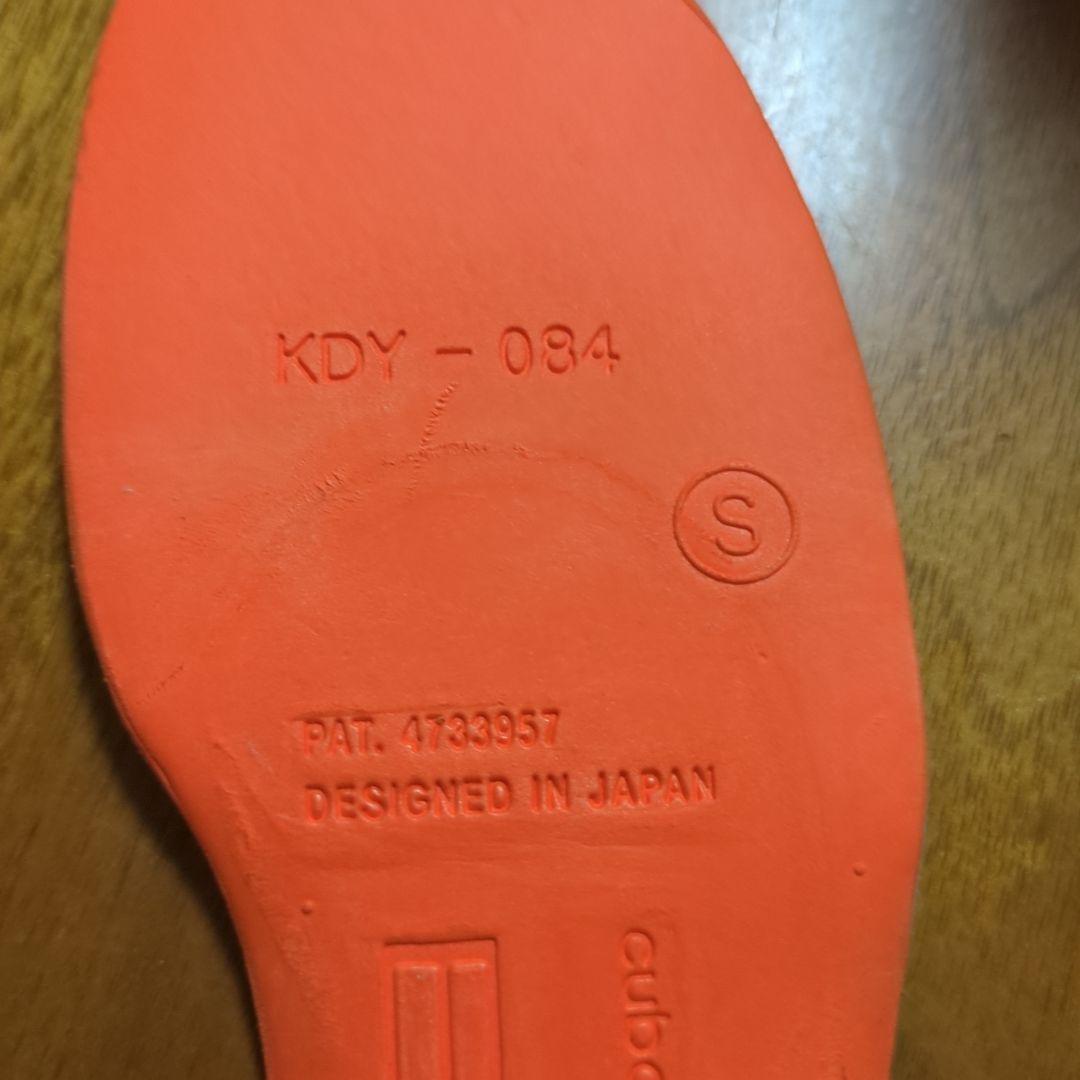 KDY - 084
S
PAT. 4733957
DESIGNED IN JAPAN